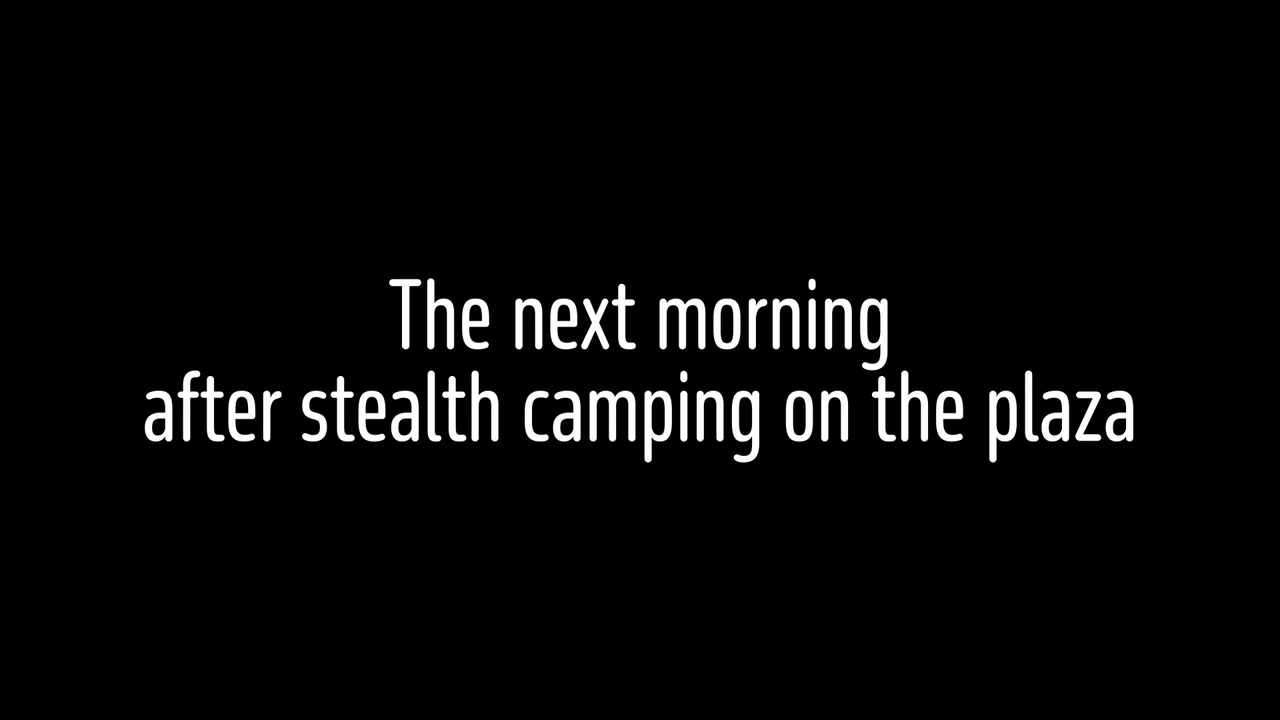 The next morning
after stealth camping on the plaza